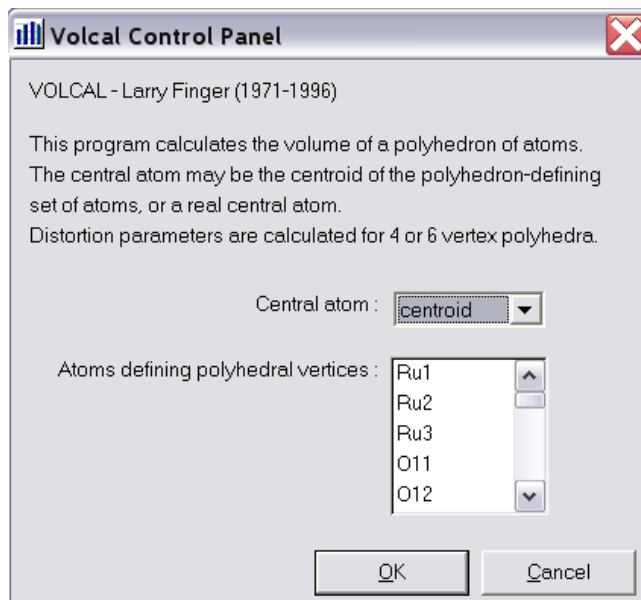 Volcal Control Panel
VOLCAL - Larry Finger (1971-1996)
This program calculates the volume of a polyhedron of atoms.
The central atom may be the centroid of the polyhedron-defining
set of atoms, or a real central atom.
Distortion parameters are calculated for 4 or 6 vertex polyhedra.
Central atom : centroid
Atoms defining polyhedral vertices : Ru1
Ru2
Ru3
O11
O12
OK Cancel